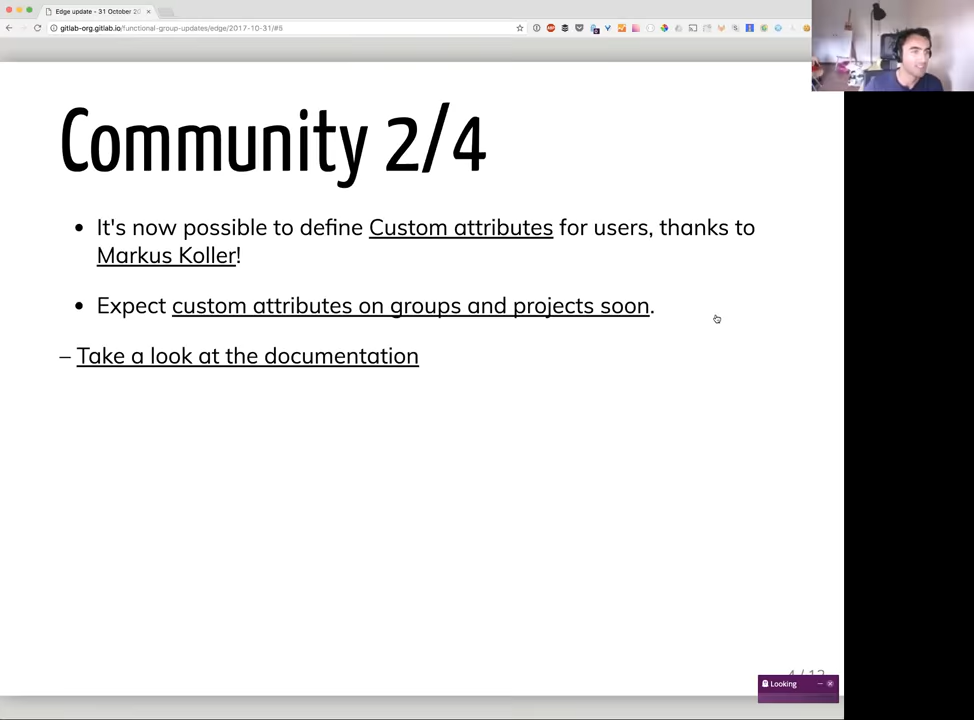 Edge update - 31 October 20
gitlab-org.gitlab.io/functional-group-updates/edge/2017-10-31/#5
Community 2/4
It's now possible to define Custom attributes for users, thanks to
Markus Koller!
Expect custom attributes on groups and projects soon.
– Take a look at the documentation
Looking